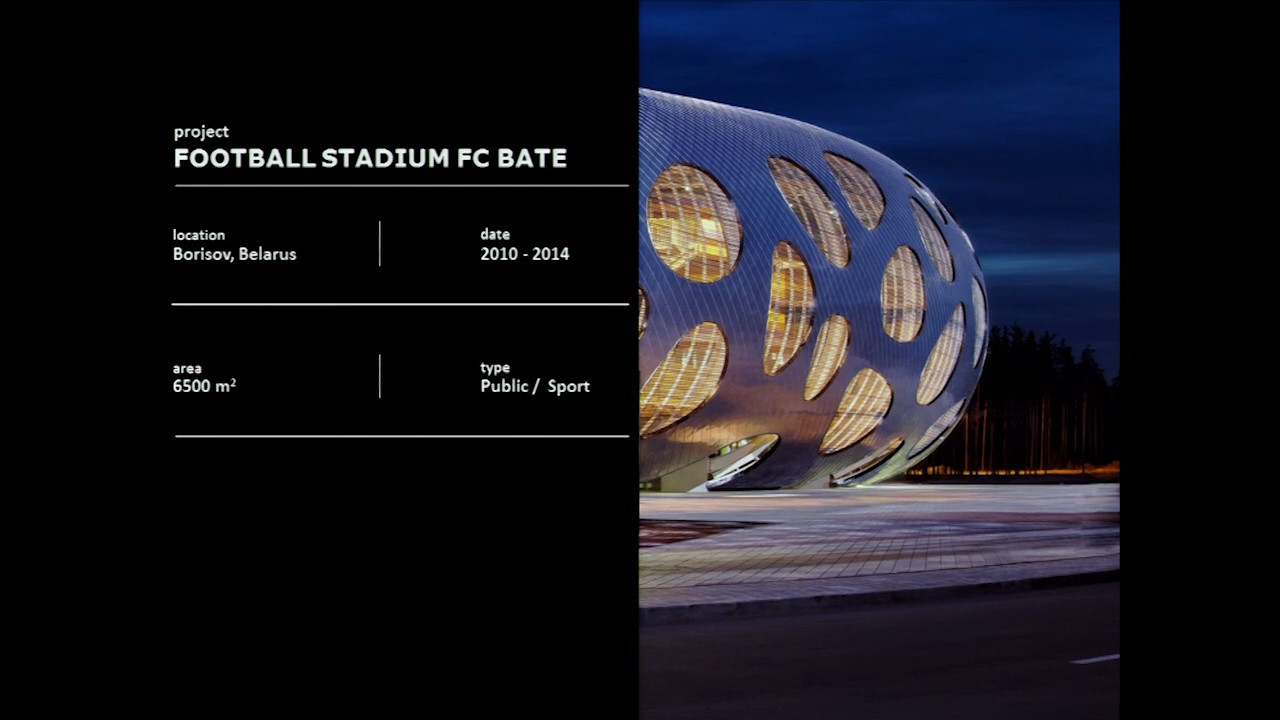 project
FOOTBALL STADIUM FC BATE
location
Borisov, Belarus
date
2010 - 2014
area
6500 m²
type
Public / Sport